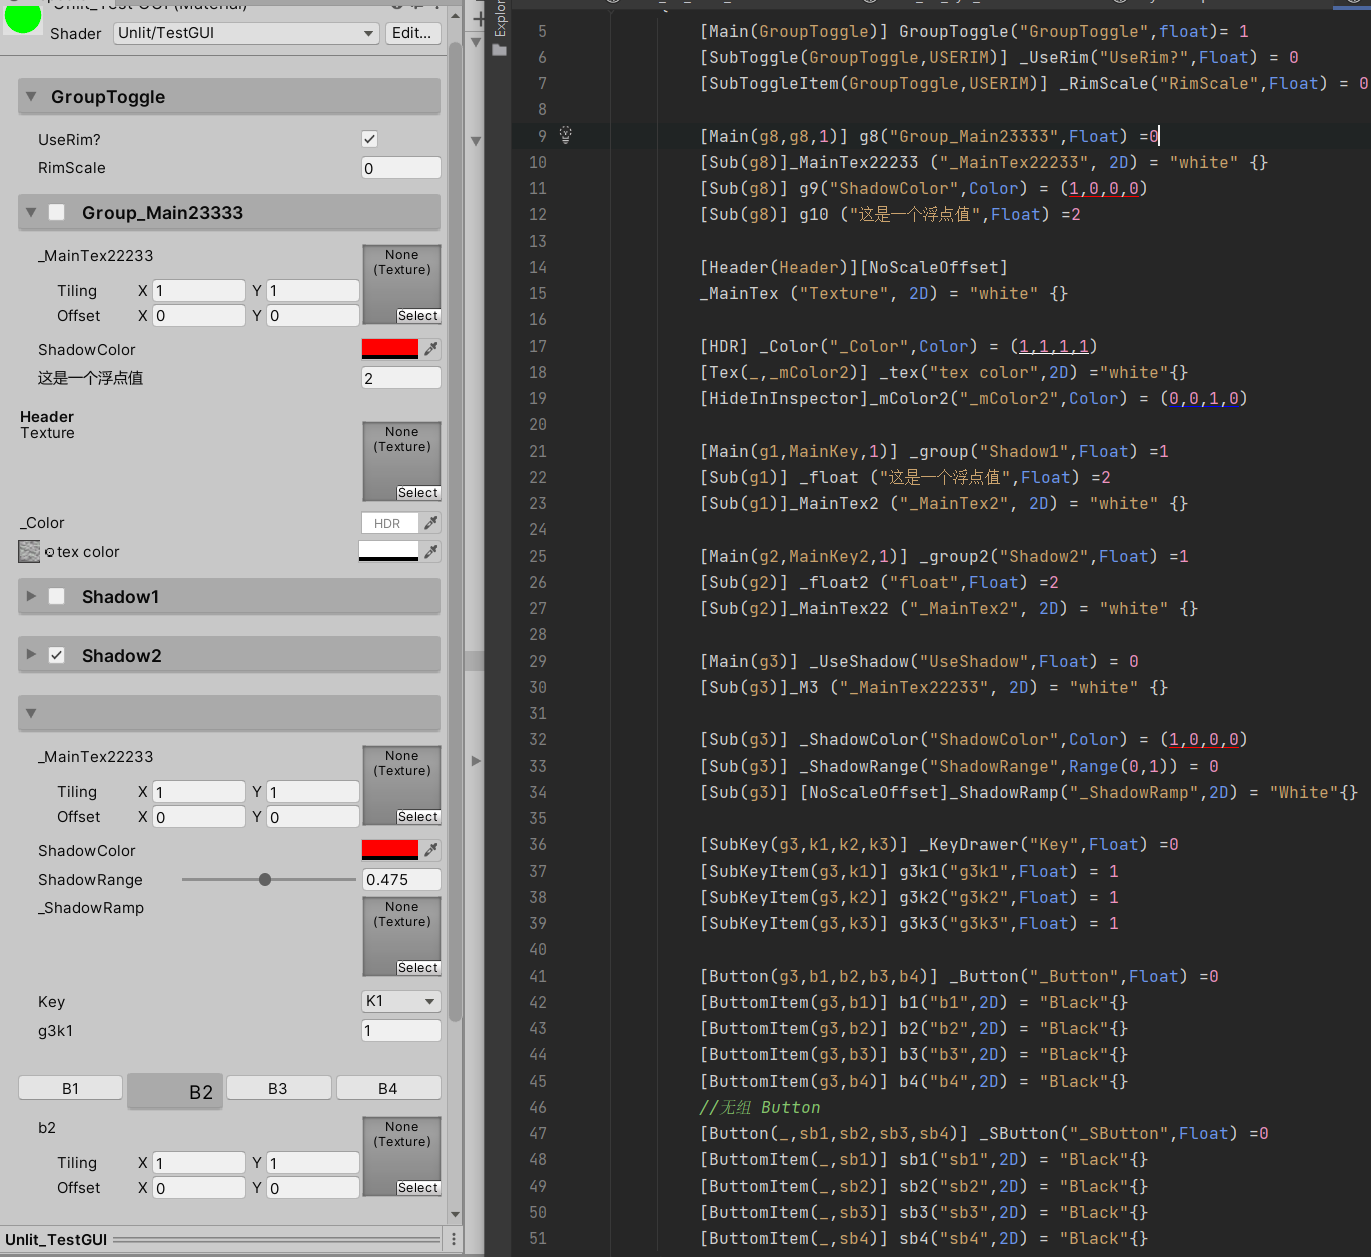 Shader
Unlit/TestGUI
Edit...
GroupToggle
UseRim?
RimScale
0
Group_Main23333
_MainTex22233
None
(Texture)
Tiling X 1 Y 1
Offset X 0 Y 0
Select
ShadowColor
这是一个浮点值
2
Header
Texture
None
(Texture)
Select
_Color
HDR
tex color
Shadow1
Shadow2
_MainTex22233
None
(Texture)
Tiling X 1 Y 1
Offset X 0 Y 0
Select
ShadowColor
ShadowRange
0.475
_ShadowRamp
None
(Texture)
Select
Key
K1
g3k1
1
B1
B2
B3
B4
b2
None
(Texture)
Tiling X 1 Y 1
Offset X 0 Y 0
Select
Unlit_TestGUI
Explor
5 [Main(GroupToggle)] GroupToggle("GroupToggle",float)= 1
6 [SubToggle(GroupToggle,USERIM)] _UseRim("UseRim?",Float) = 0
7 [SubToggleItem(GroupToggle,USERIM)] _RimScale("RimScale",Float) = 0
8
9 [Main(g8,g8,1)] g8("Group_Main23333",Float) =0
10 [Sub(g8)]_MainTex22233 ("_MainTex22233", 2D) = "white" {}
11 [Sub(g8)] g9("ShadowColor",Color) = (1,0,0,0)
12 [Sub(g8)] g10 ("这是一个浮点值",Float) =2
13
14 [Header(Header)][NoScaleOffset]
15 _MainTex ("Texture", 2D) = "white" {}
16
17 [HDR] _Color("_Color",Color) = (1,1,1,1)
18 [Tex(_,_mColor2)] _tex("tex color",2D) ="white"{}
19 [HideInInspector]_mColor2("_mColor2",Color) = (0,0,1,0)
20
21 [Main(g1,MainKey,1)] _group("Shadow1",Float) =1
22 [Sub(g1)] _float ("这是一个浮点值",Float) =2
23 [Sub(g1)]_MainTex2 ("_MainTex2", 2D) = "white" {}
24
25 [Main(g2,MainKey2,1)] _group2("Shadow2",Float) =1
26 [Sub(g2)] _float2 ("float",Float) =2
27 [Sub(g2)]_MainTex22 ("_MainTex2", 2D) = "white" {}
28
29 [Main(g3)] _UseShadow("UseShadow",Float) = 0
30 [Sub(g3)]_M3 ("_MainTex22233", 2D) = "white" {}
31
32 [Sub(g3)] _ShadowColor("ShadowColor",Color) = (1,0,0,0)
33 [Sub(g3)] _ShadowRange("ShadowRange",Range(0,1)) = 0
34 [Sub(g3)] [NoScaleOffset]_ShadowRamp("_ShadowRamp",2D) = "White"{}
35
36 [SubKey(g3,k1,k2,k3)] _KeyDrawer("Key",Float) =0
37 [SubKeyItem(g3,k1)] g3k1("g3k1",Float) = 1
38 [SubKeyItem(g3,k2)] g3k2("g3k2",Float) = 1
39 [SubKeyItem(g3,k3)] g3k3("g3k3",Float) = 1
40
41 [Button(g3,b1,b2,b3,b4)] _Button("_Button",Float) =0
42 [ButtomItem(g3,b1)] b1("b1",2D) = "Black"{}
43 [ButtomItem(g3,b2)] b2("b2",2D) = "Black"{}
44 [ButtomItem(g3,b3)] b3("b3",2D) = "Black"{}
45 [ButtomItem(g3,b4)] b4("b4",2D) = "Black"{}
46 //无组 Button
47 [Button(_,sb1,sb2,sb3,sb4)] _SButton("_SButton",Float) =0
48 [ButtomItem(_,sb1)] sb1("sb1",2D) = "Black"{}
49 [ButtomItem(_,sb2)] sb2("sb2",2D) = "Black"{}
50 [ButtomItem(_,sb3)] sb3("sb3",2D) = "Black"{}
51 [ButtomItem(_,sb4)] sb4("sb4",2D) = "Black"{}